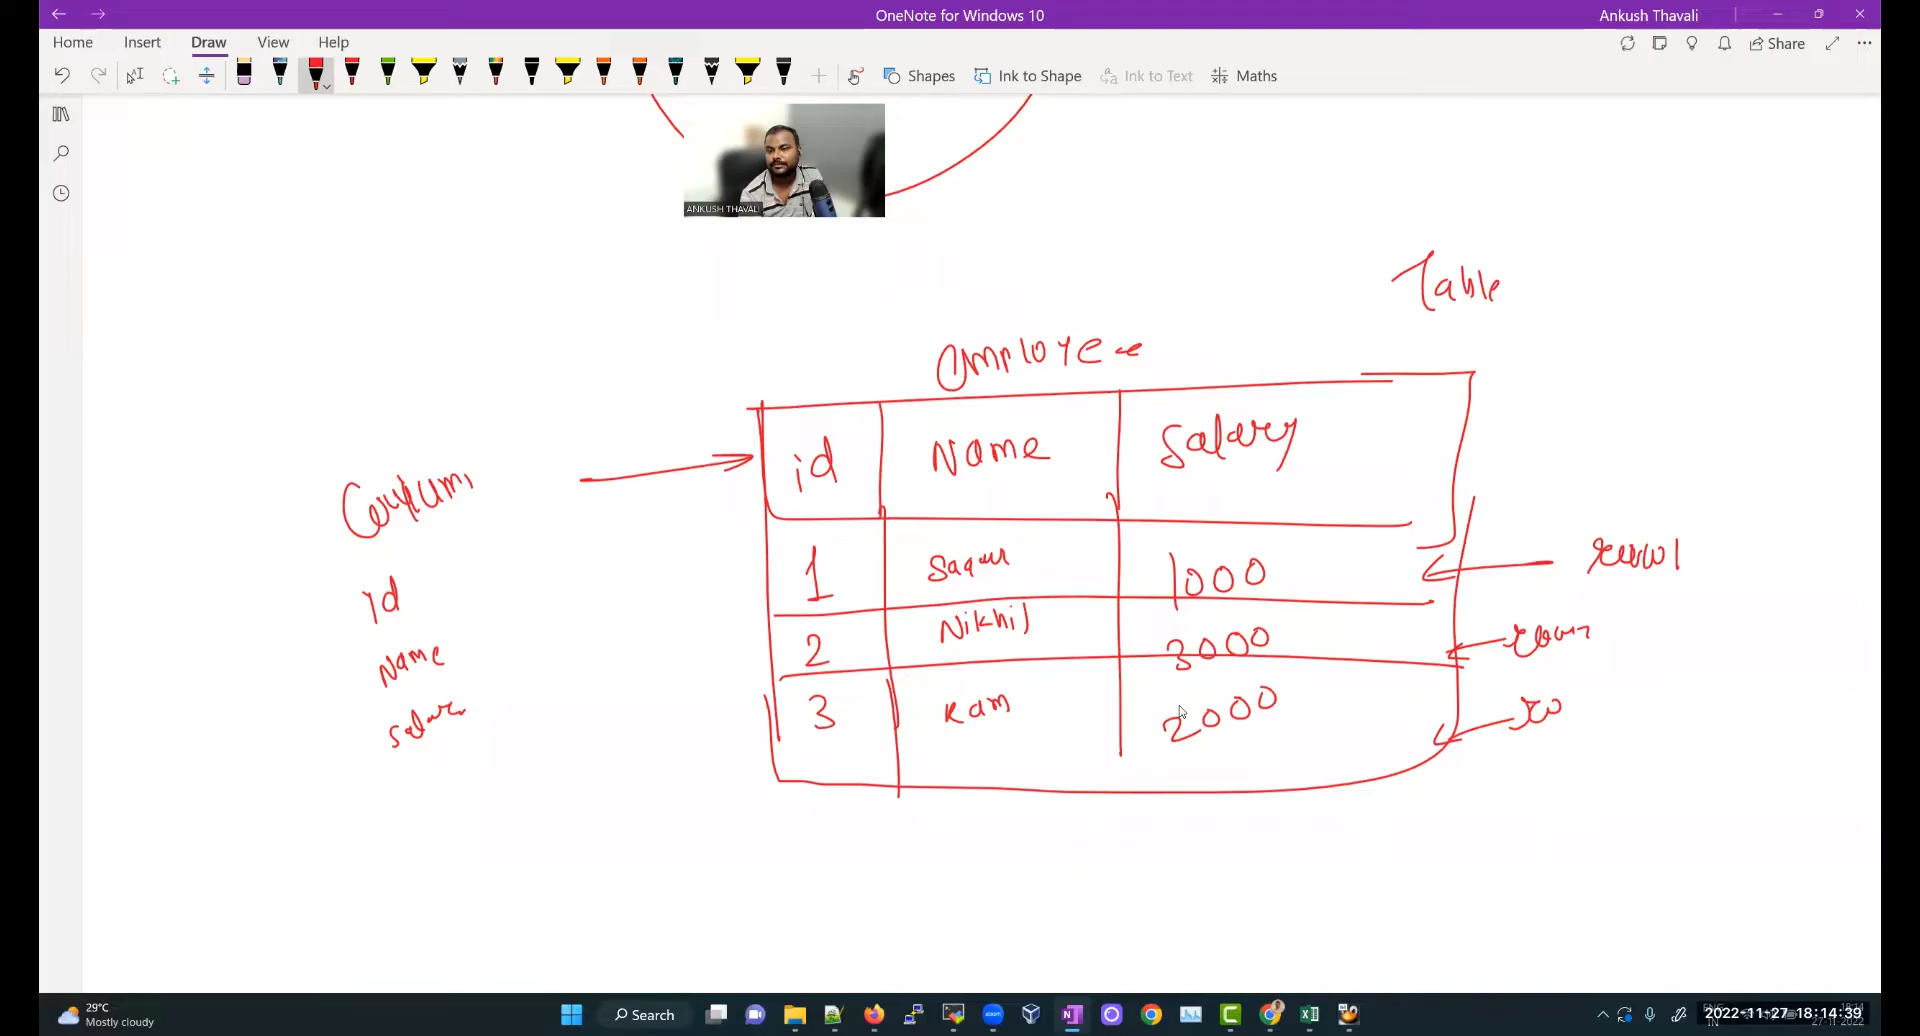 OneNote for Windows 10
Ankush Thavali
Home Insert Draw View Help
Share
Shapes Ink to Shape Ink to Text Maths
ANKUSH THAVALI
Table
employee
id Name Salary
id
Name
1 1000
2 Nikhil 3000
3 Ram 2000
29°C
Mostly cloudy
Search
zoom
2022-11-27 18:14:39